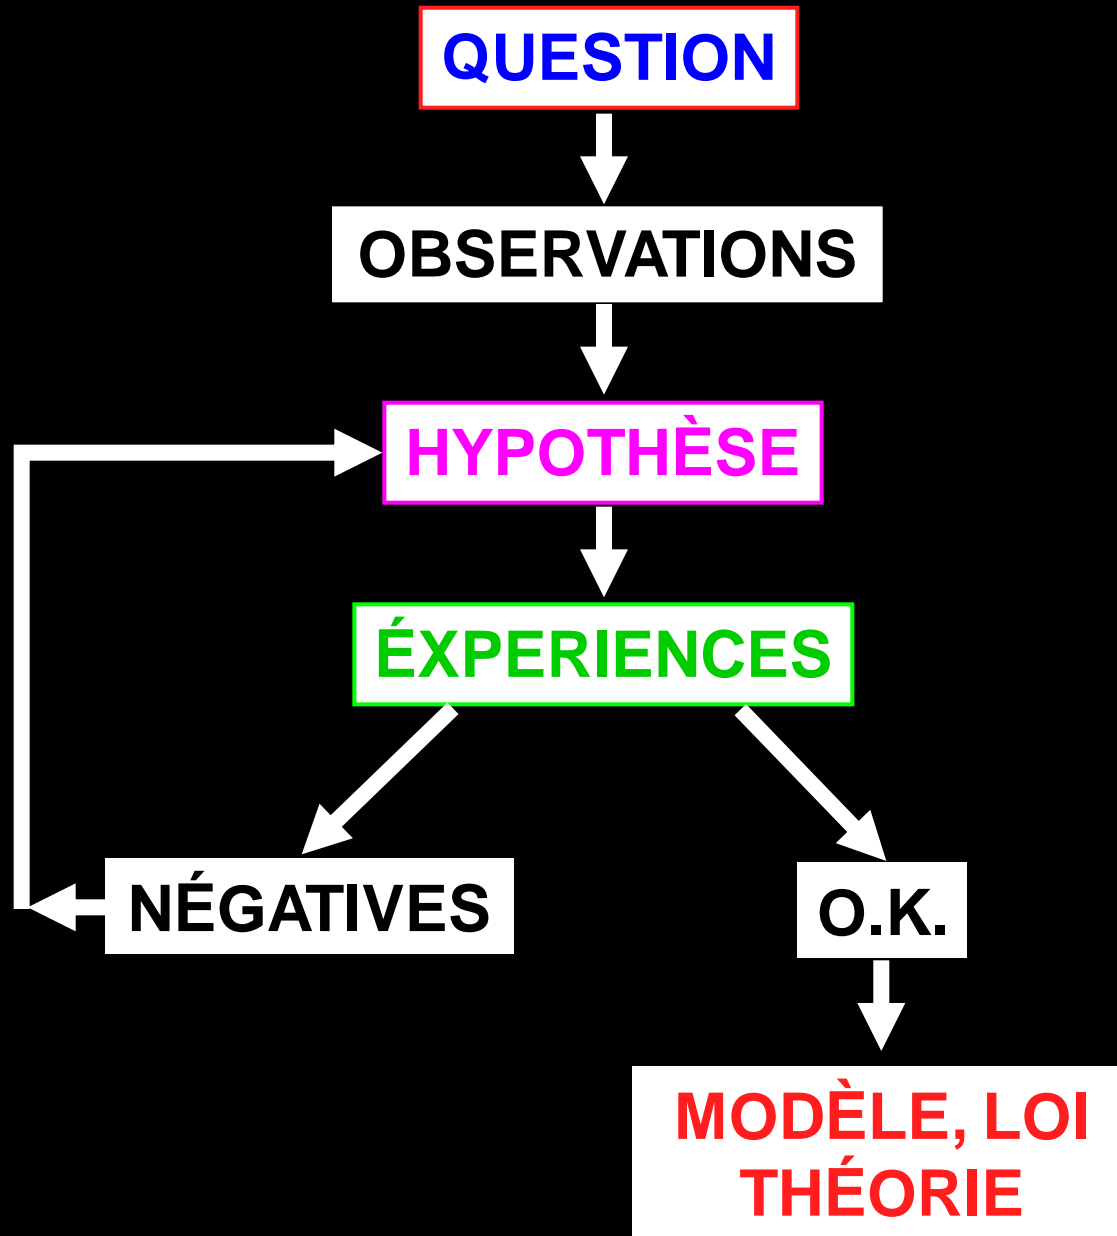 QUESTION
OBSERVATIONS
HYPOTHÈSE
ÉXPERIENCES
NÉGATIVES
O.K.
MODÈLE, LOI
THÉORIE